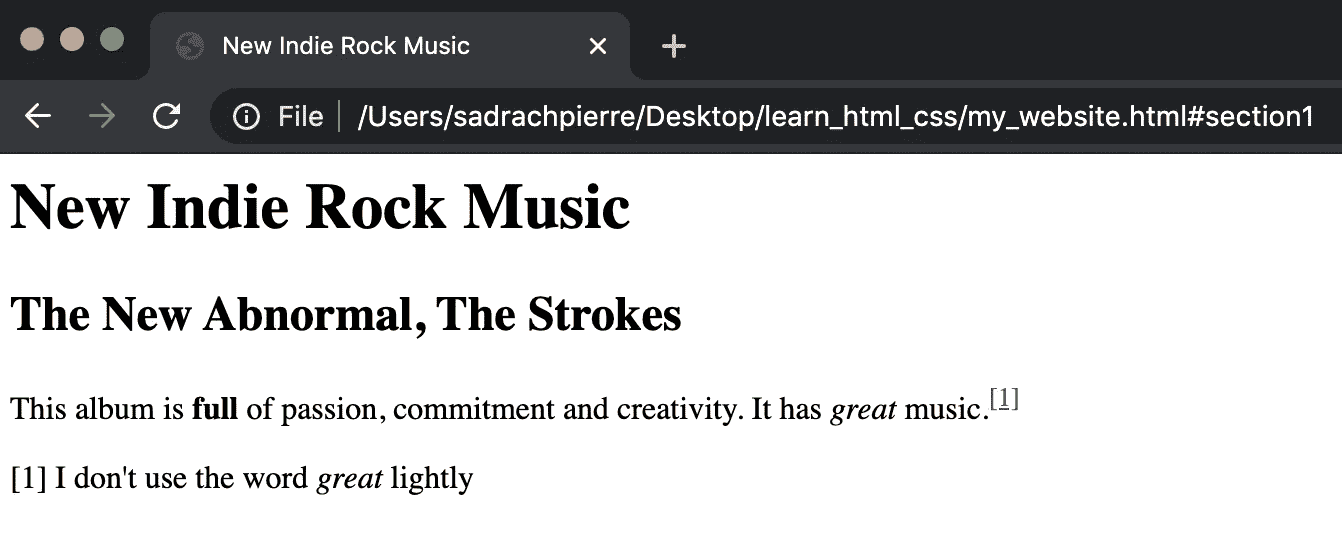 New Indie Rock Music
File /Users/sadrachpierre/Desktop/learn_html_css/my_website.html#section1
New Indie Rock Music
The New Abnormal, The Strokes
This album is full of passion, commitment and creativity. It has great music.[1]
[1] I don't use the word great lightly